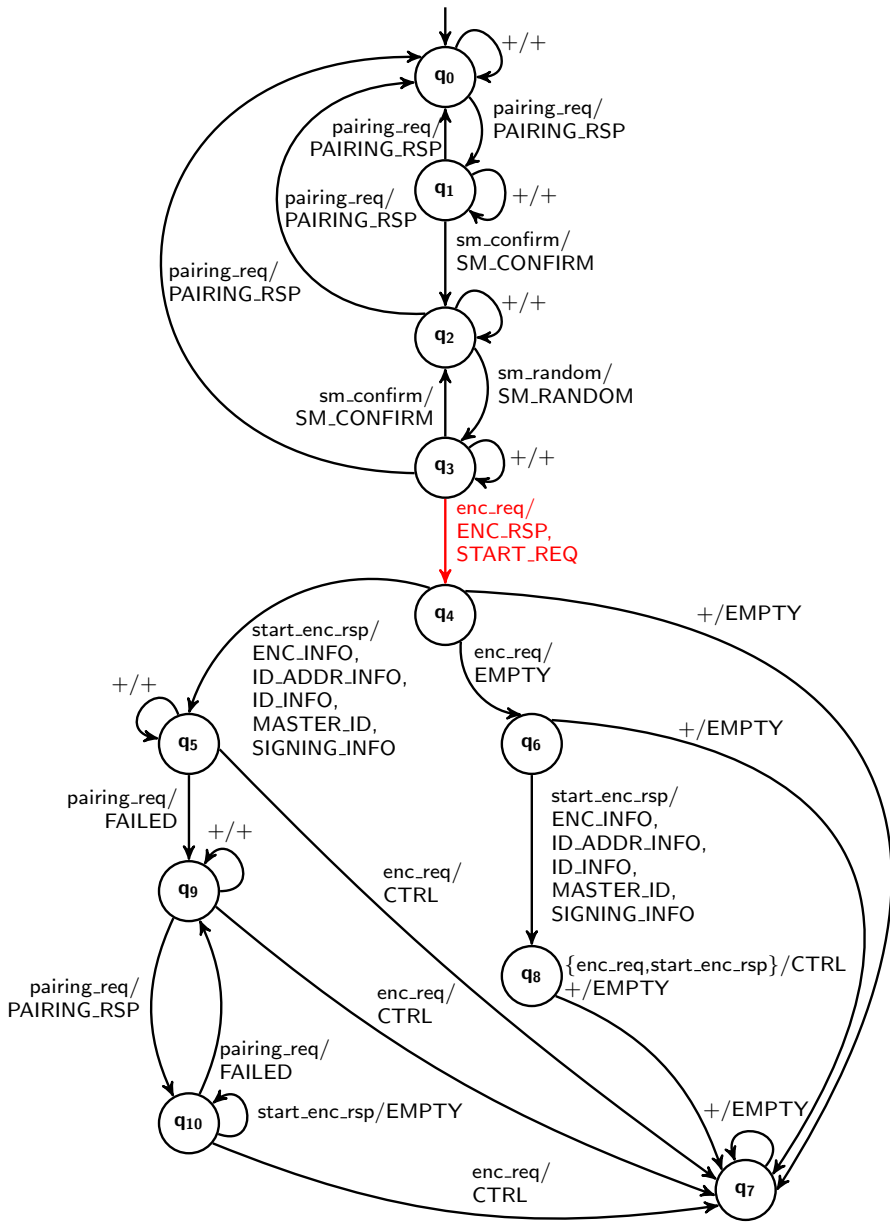 +/+
q0
pairing_req/
PAIRING_RSP
pairing_req/
PAIRING_RSP
q1
+/+
pairing_req/
PAIRING_RSP
sm_confirm/
SM_CONFIRM
pairing_req/
PAIRING_RSP
+/+
q2
sm_random/
SM_RANDOM
sm_confirm/
SM_CONFIRM
q3
+/+
enc_req/
ENC_RSP,
START_REQ
q4
+/EMPTY
start_enc_rsp/
ENC_INFO,
ID_ADDR_INFO,
ID_INFO,
MASTER_ID,
SIGNING_INFO
enc_req/
EMPTY
+/+
q5
q6
+/EMPTY
pairing_req/
FAILED
start_enc_rsp/
ENC_INFO,
ID_ADDR_INFO,
ID_INFO,
MASTER_ID,
SIGNING_INFO
+/+
q9
enc_req/
CTRL
q8
{enc_req,start_enc_rsp}/CTRL
+/EMPTY
pairing_req/
PAIRING_RSP
enc_req/
CTRL
pairing_req/
FAILED
q10
start_enc_rsp/EMPTY
+/EMPTY
enc_req/
CTRL
q7